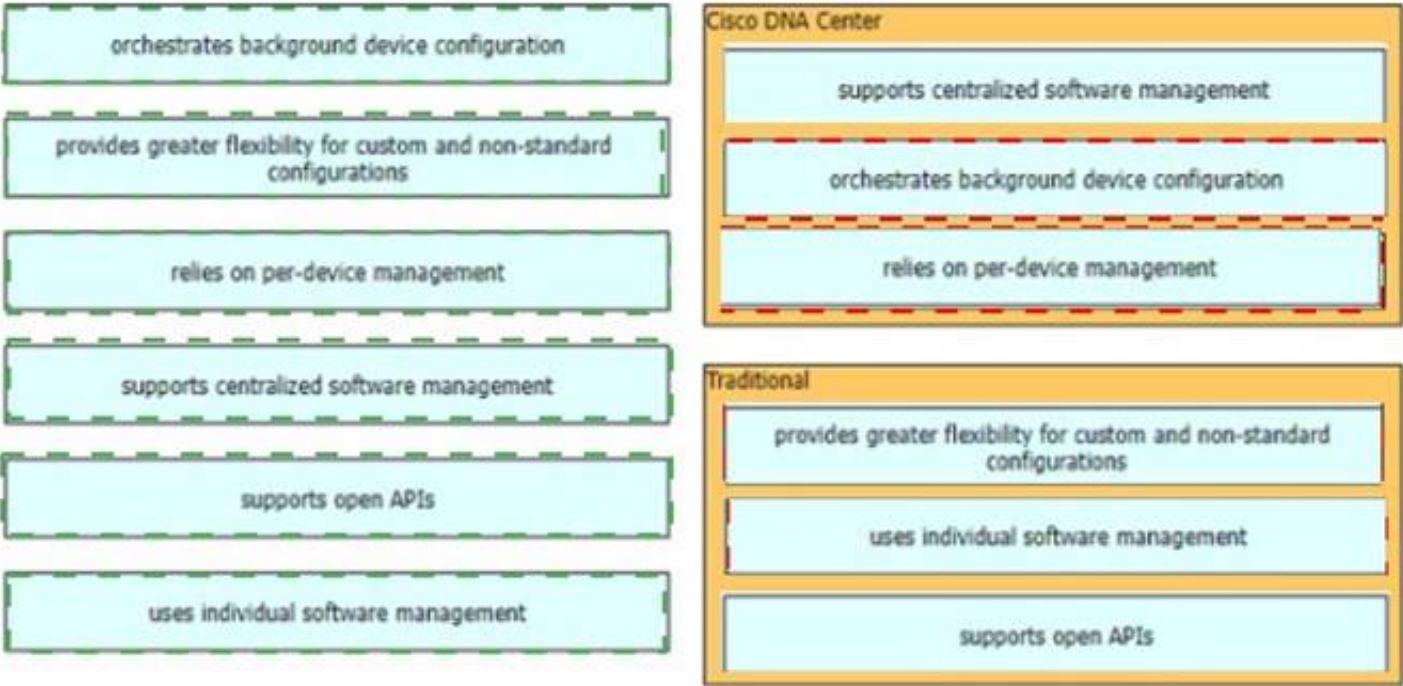 orchestrates background device configuration
provides greater flexibility for custom and non-standard
configurations
relies on per-device management
supports centralized software management
supports open APIs
uses individual software management
Cisco DNA Center
supports centralized software management
orchestrates background device configuration
relies on per-device management
Traditional
provides greater flexibility for custom and non-standard
configurations
uses individual software management
supports open APIs